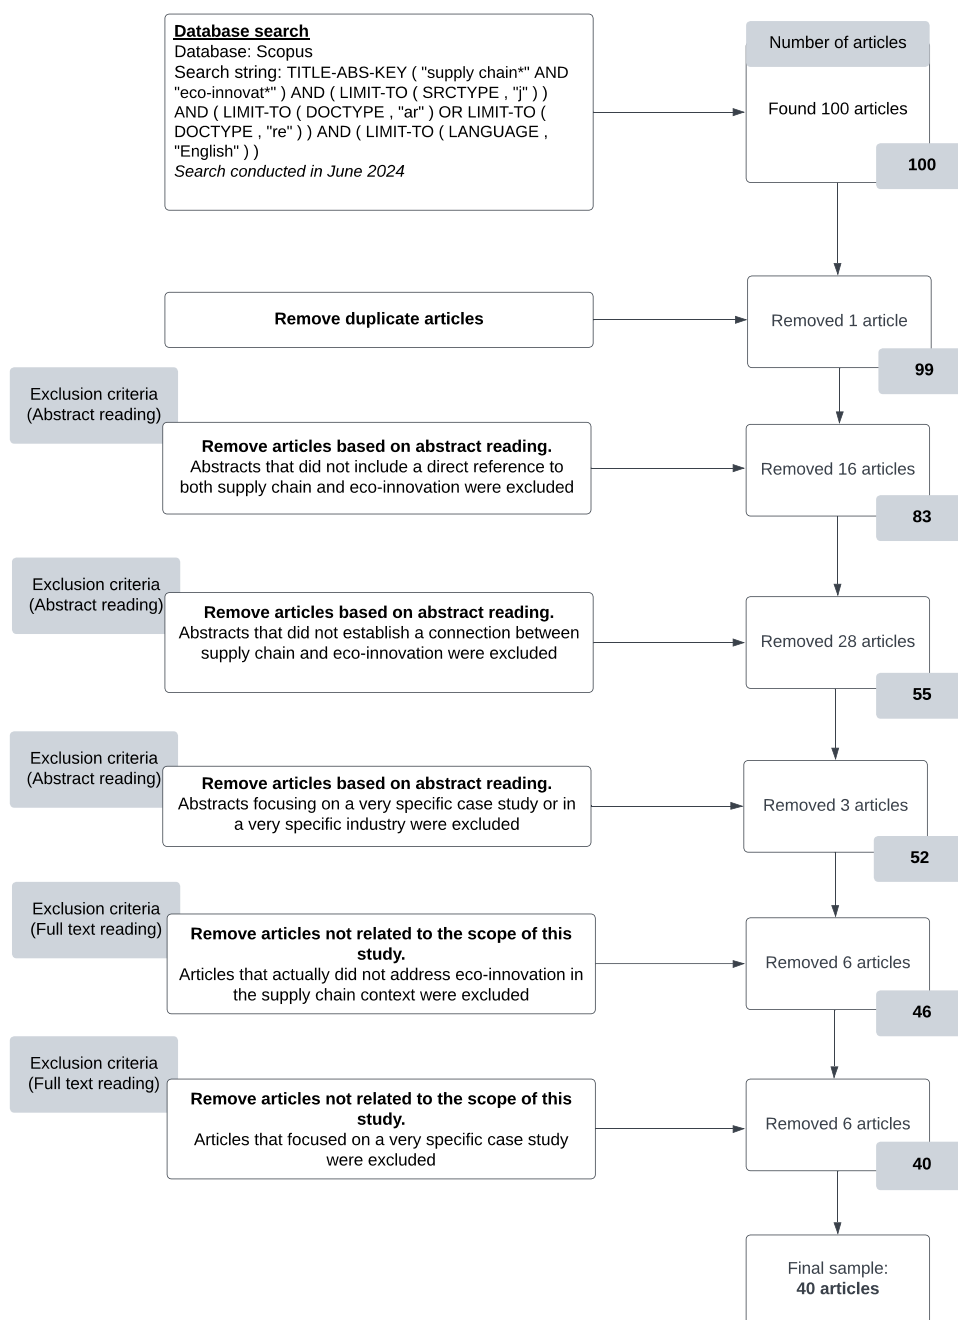 Database search
Database: Scopus
Search string: TITLE-ABS-KEY ( "supply chain*" AND
"eco-innovat*" ) AND ( LIMIT-TO ( SRCTYPE , "j" ) )
AND ( LIMIT-TO ( DOCTYPE , "ar" ) OR LIMIT-TO (
DOCTYPE , "re" ) ) AND ( LIMIT-TO ( LANGUAGE ,
"English" ) )
Search conducted in June 2024
Number of articles
Found 100 articles
100
Remove duplicate articles
Removed 1 article
99
Exclusion criteria
(Abstract reading)
Remove articles based on abstract reading.
Abstracts that did not include a direct reference to
both supply chain and eco-innovation were excluded
Removed 16 articles
83
Exclusion criteria
(Abstract reading)
Remove articles based on abstract reading.
Abstracts that did not establish a connection between
supply chain and eco-innovation were excluded
Removed 28 articles
55
Exclusion criteria
(Abstract reading)
Remove articles based on abstract reading.
Abstracts focusing on a very specific case study or in
a very specific industry were excluded
Removed 3 articles
52
Exclusion criteria
(Full text reading)
Remove articles not related to the scope of this
study.
Articles that actually did not address eco-innovation in
the supply chain context were excluded
Removed 6 articles
46
Exclusion criteria
(Full text reading)
Remove articles not related to the scope of this
study.
Articles that focused on a very specific case study
were excluded
Removed 6 articles
40
Final sample:
40 articles